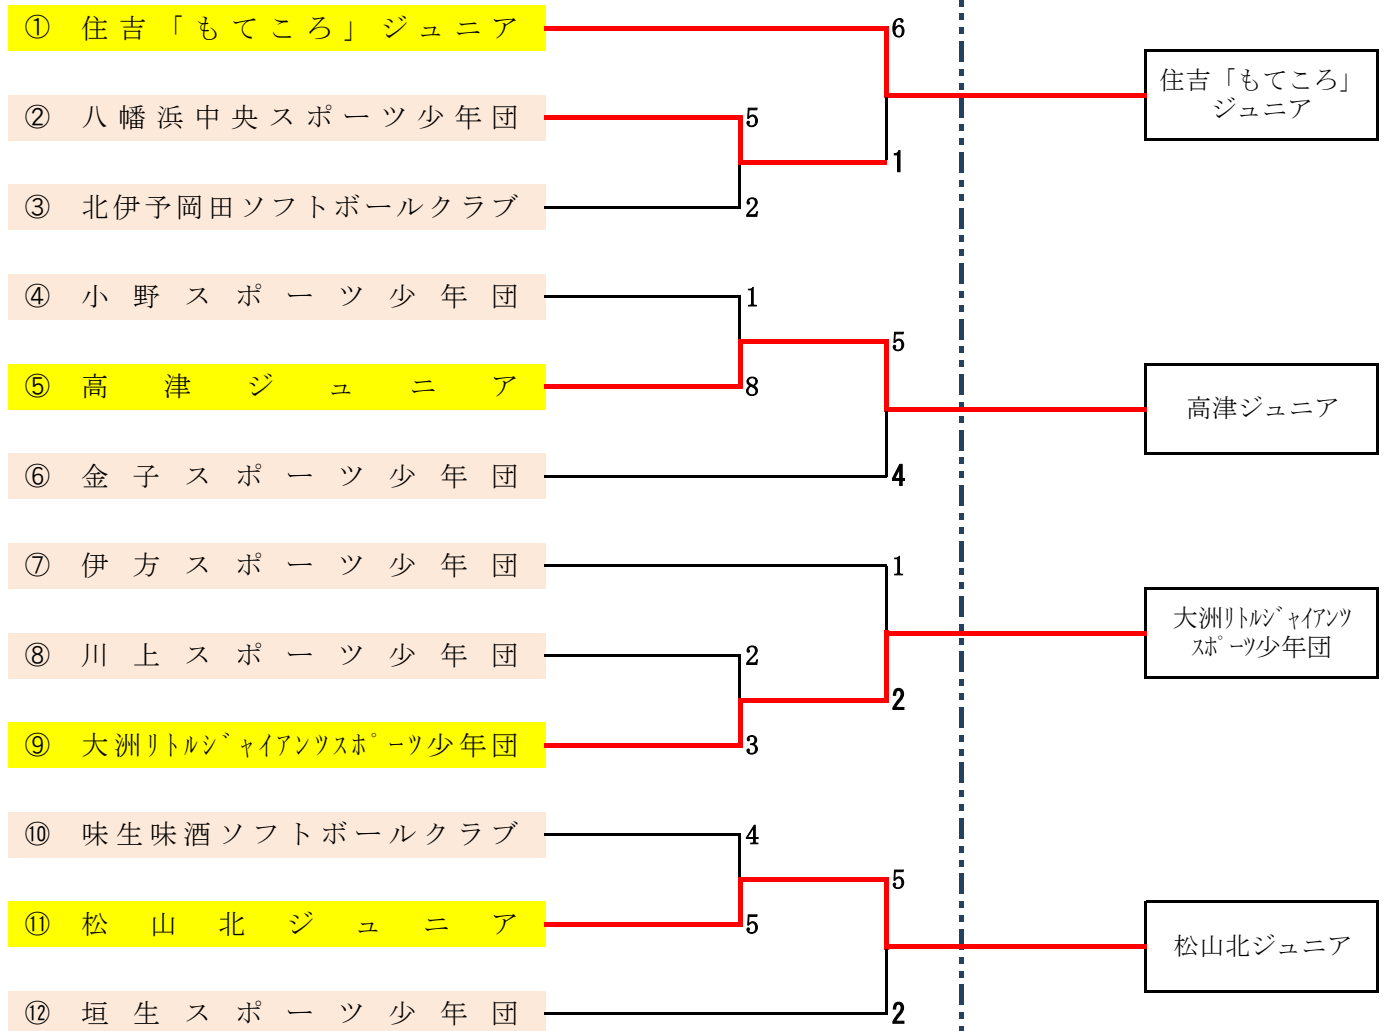 ① 住吉「もてころ」ジュニア
6
住吉「もてころ」
ジュニア
② 八幡浜中央スポーツ少年団
5
1
③ 北伊予岡田ソフトボールクラブ
2
④ 小野スポーツ少年団
1
5
⑤ 高津ジュニア
8
高津ジュニア
⑥ 金子スポーツ少年団
4
⑦ 伊方スポーツ少年団
1
大洲ﾘﾄﾙｼﾞｬｲｱﾝﾂ
ｽﾎﾟｰﾂ少年団
⑧ 川上スポーツ少年団
2
2
⑨ 大洲ﾘﾄﾙｼﾞｬｲｱﾝﾂｽﾎﾟｰﾂ少年団
3
⑩ 味生味酒ソフトボールクラブ
4
5
⑪ 松山北ジュニア
5
松山北ジュニア
⑫ 垣生スポーツ少年団
2